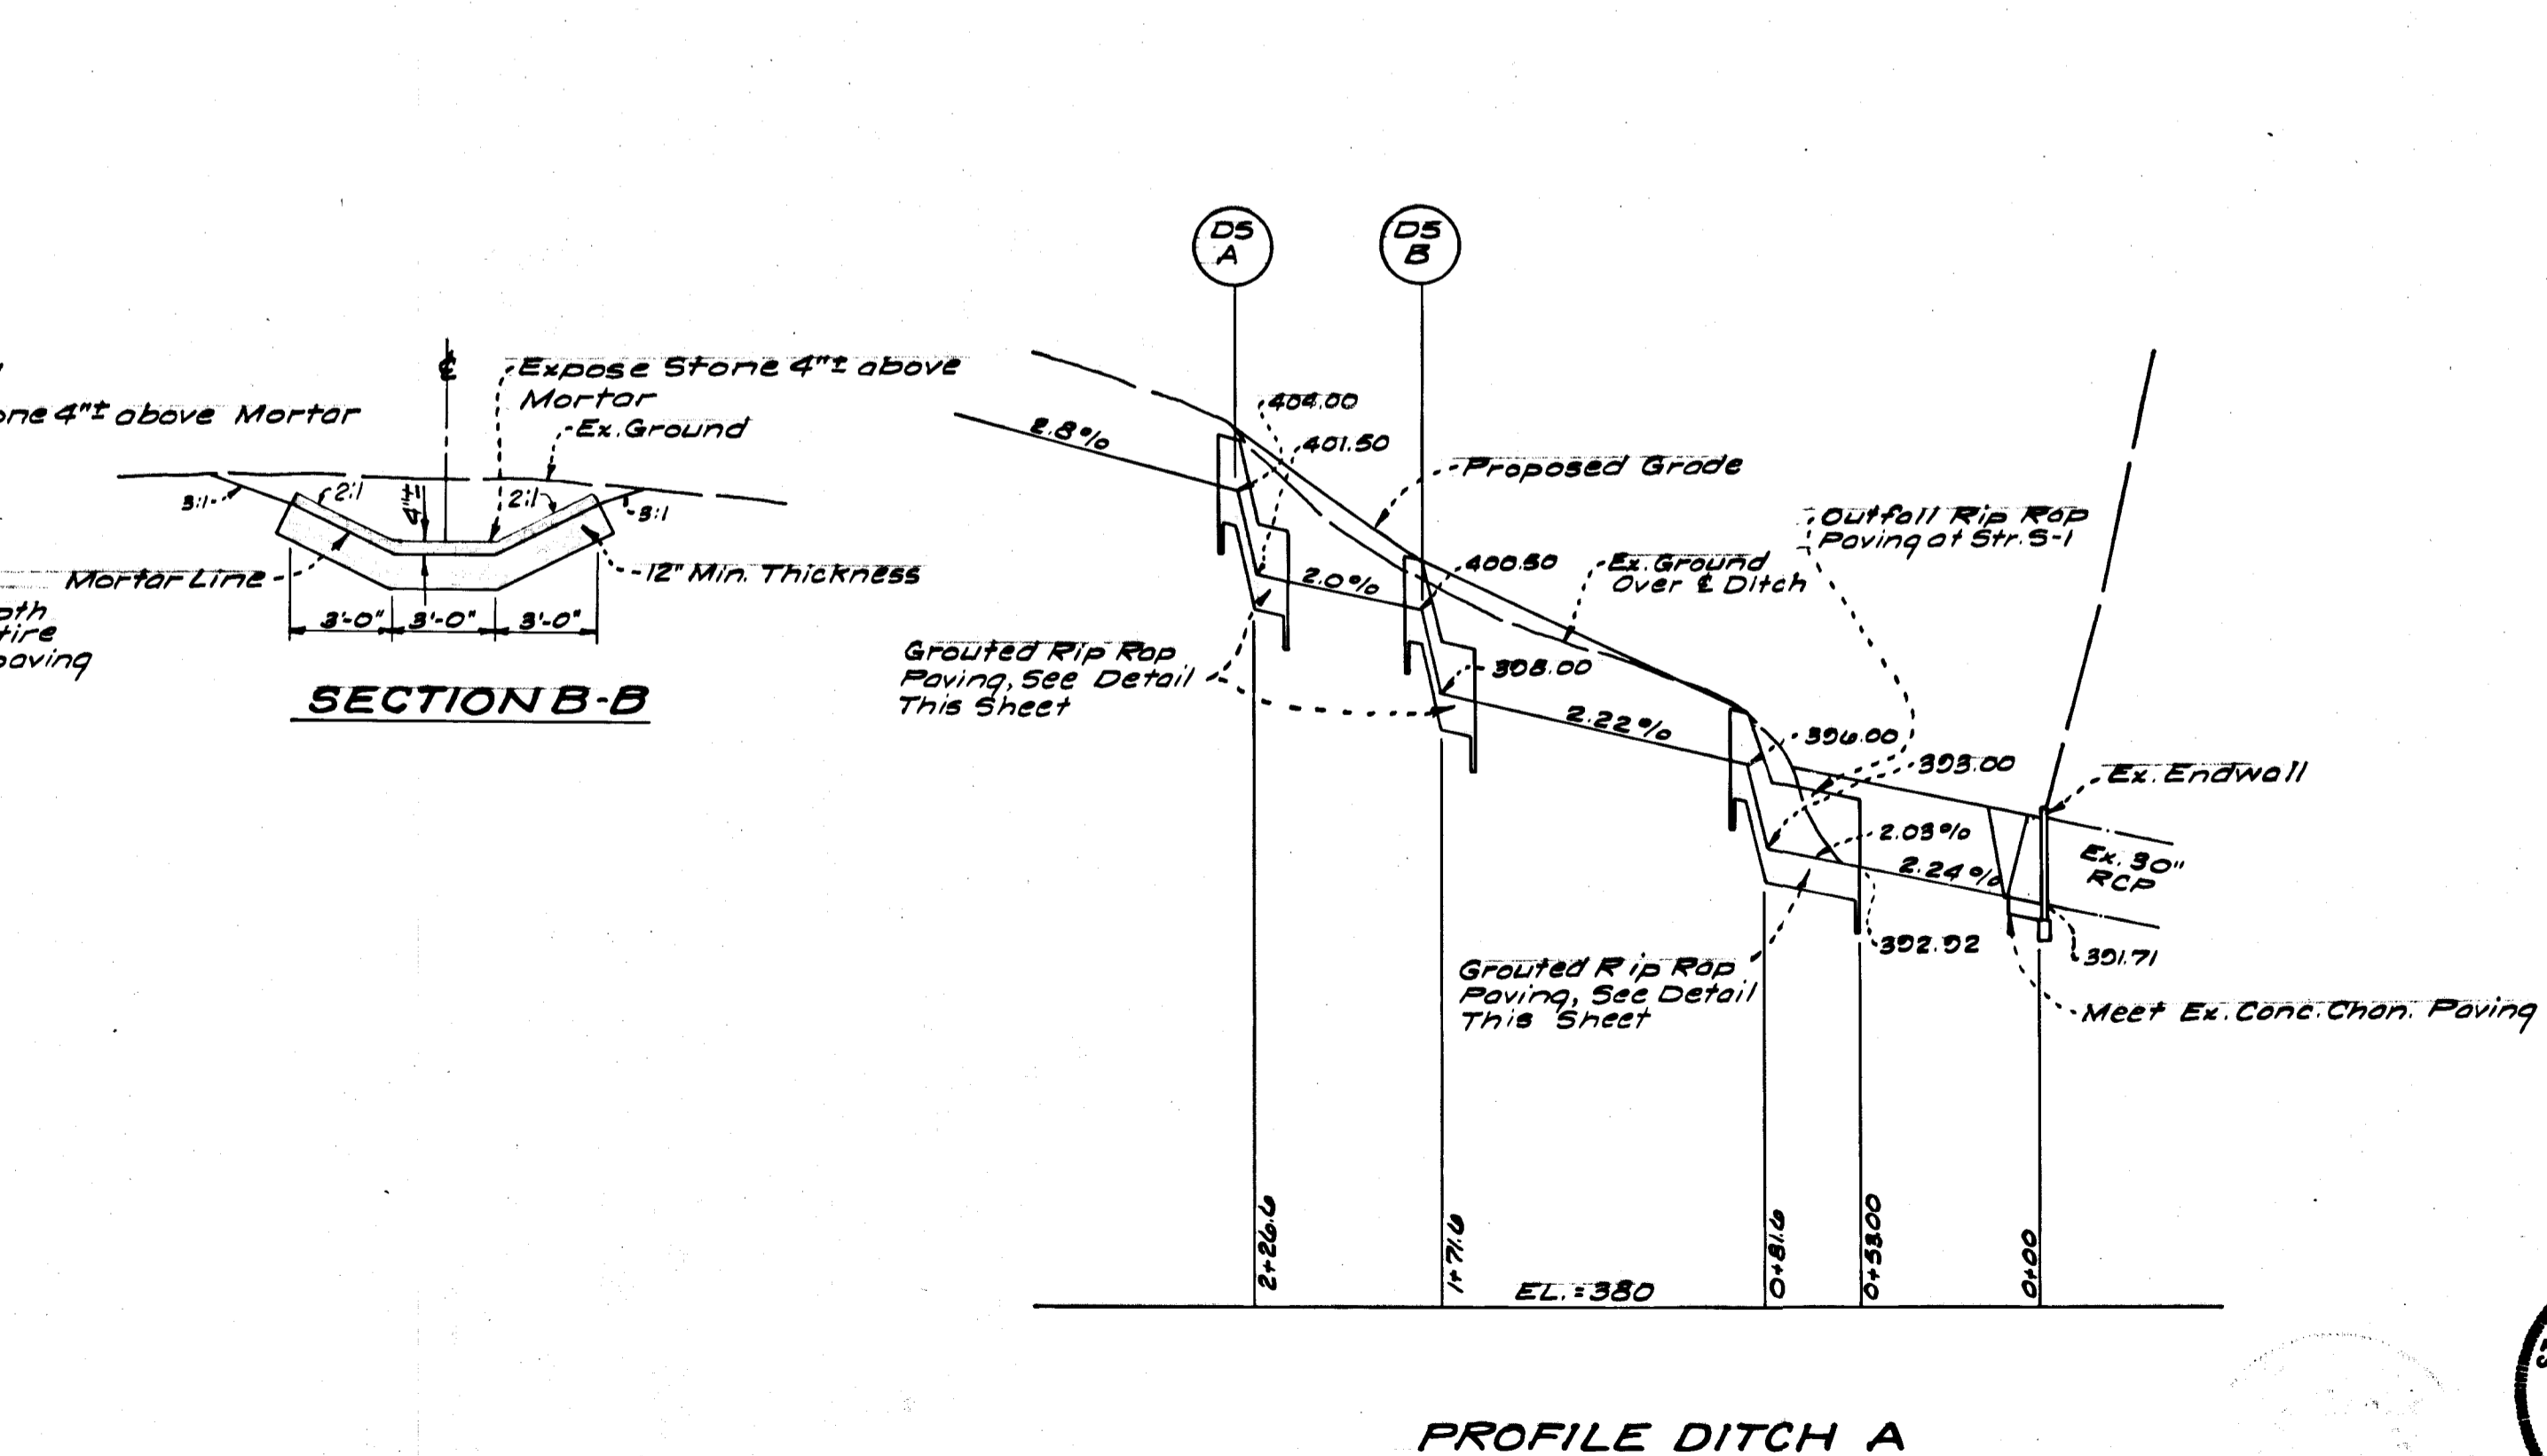 one 4"± above Mortar
oth
tire
paving
℄
Expose Stone 4"± above
Mortar
Ex. Ground
3:1
2:1
4"±
2:1
3:1
Mortar Line
12" Min. Thickness
3'-0" 3'-0" 3'-0"
SECTION B-B
DS
A
DS
B
2.8%
404.00
401.50
Proposed Grade
2.0%
400.50
Ex. Ground
Over ℄ Ditch
Outfall Rip Rap
Paving at Str. S-1
Grouted Rip Rap
Paving, See Detail
This Sheet
398.00
2.22%
396.00
393.00
Ex. Endwall
2.03%
2.24%
Ex. 30"
RCP
392.92
391.71
Grouted Rip Rap
Paving, See Detail
This Sheet
Meet Ex. Conc. Chan. Paving
2+26.6
1+71.6
0+81.6
0+53.00
0+00
EL. = 380
PROFILE DITCH A